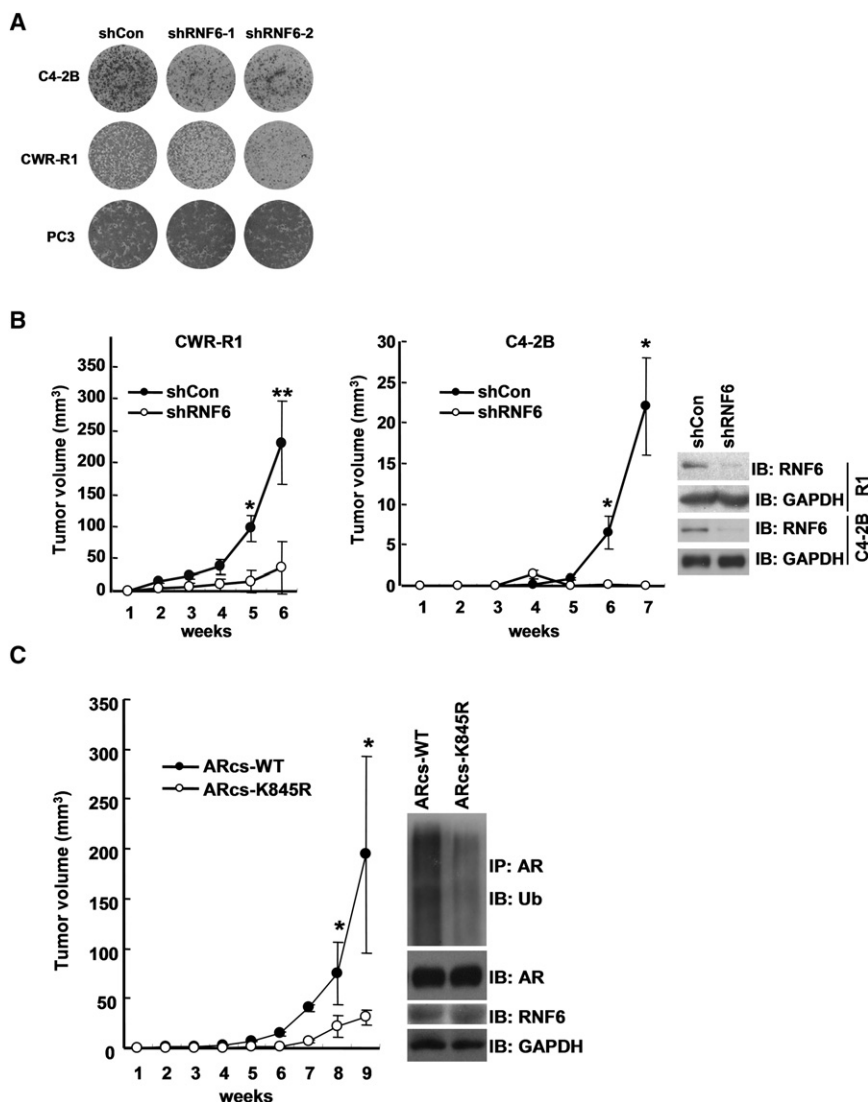 A
shCon shRNF6-1 shRNF6-2
C4-2B
CWR-R1
PC3
B
CWR-R1
Tumor volume (mm³)
350
300
250
200
150
100
50
0
shCon
shRNF6
*
**
1 2 3 4 5 6
weeks
C4-2B
Tumor volume (mm³)
30
25
20
15
10
5
0
shCon
shRNF6
*
*
1 2 3 4 5 6 7
weeks
shCon
shRNF6
IB: RNF6
IB: GAPDH
R1
IB: RNF6
IB: GAPDH
C4-2B
C
Tumor volume (mm³)
350
300
250
200
150
100
50
0
ARcs-WT
ARcs-K845R
*
*
1 2 3 4 5 6 7 8 9
weeks
ARcs-WT
ARcs-K845R
IP: AR
IB: Ub
IB: AR
IB: RNF6
IB: GAPDH